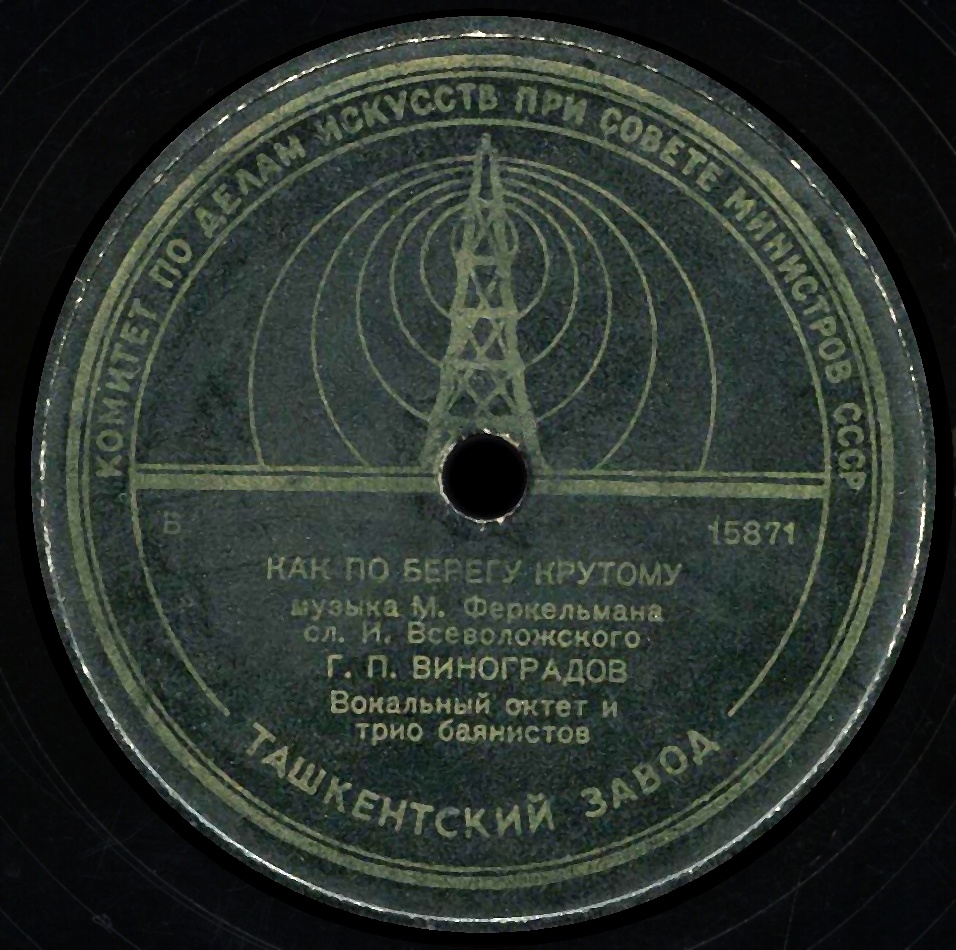 КОМИТЕТ ПО ДЕЛАМ ИСКУССТВ ПРИ СОВЕТЕ МИНИСТРОВ СССР
В 15871
КАК ПО БЕРЕГУ КРУТОМУ
музыка М. Феркельмана
сл. И. Всеволожского
Г. П. ВИНОГРАДОВ
Вокальный октет и
трио баянистов
ТАШКЕНТСКИЙ ЗАВОД